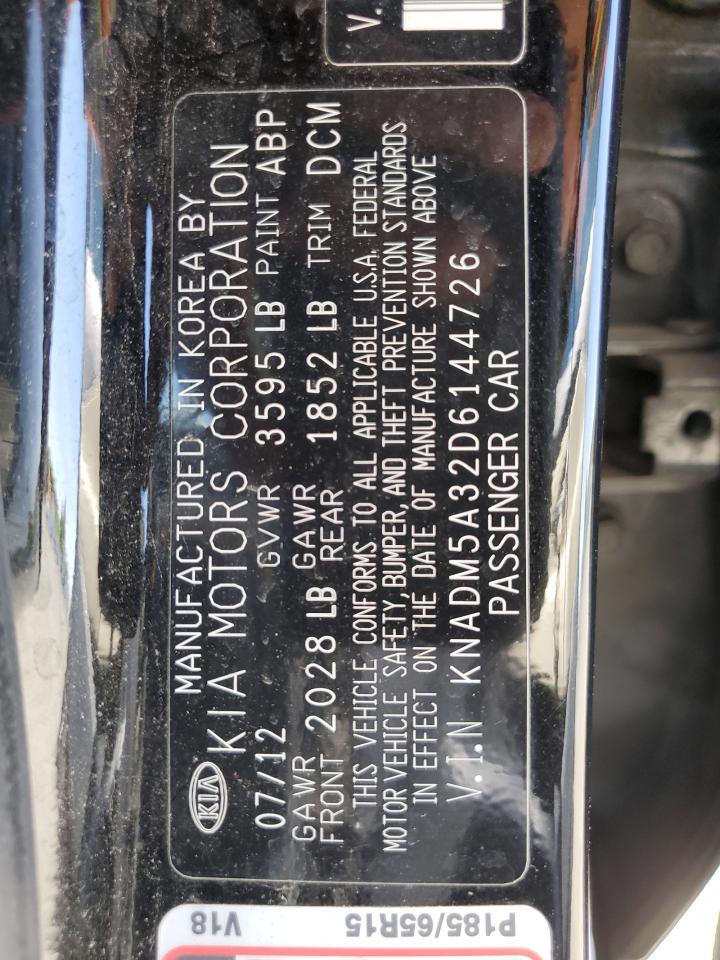 MANUFACTURED IN KOREA BY
KIA KIA MOTORS CORPORATION
07/12 GVWR 3595 LB PAINT ABP
GAWR FRONT 2028 LB GAWR REAR 1852 LB TRIM DCM
THIS VEHICLE CONFORMS TO ALL APPLICABLE U.S.A. FEDERAL
MOTOR VEHICLE SAFETY, BUMPER, AND THEFT PREVENTION STANDARDS
IN EFFECT ON THE DATE OF MANUFACTURE SHOWN ABOVE
V.I.N KNADM5A32D6144726
PASSENGER CAR
V.
V18
P185/65R15